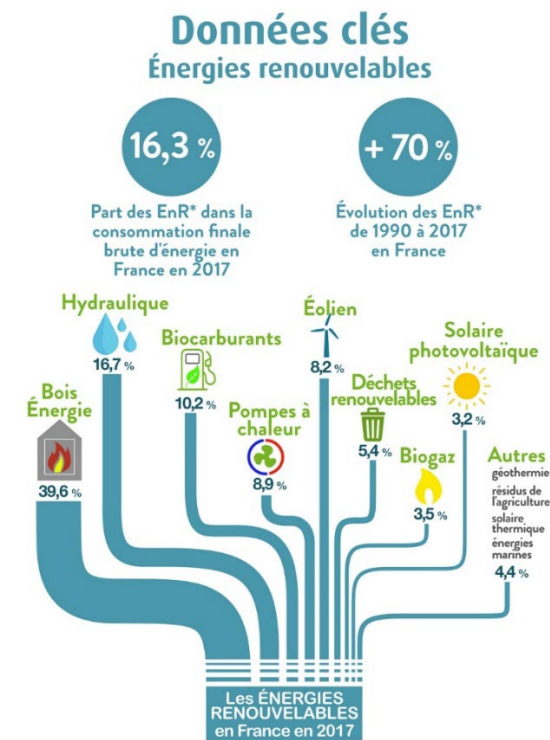 Données clés
Énergies renouvelables
16,3 %
Part des EnR* dans la
consommation finale
brute d'énergie en
France en 2017
+ 70 %
Évolution des EnR*
de 1990 à 2017
en France
Bois
Énergie
39,6 %
Hydraulique
16,7 %
Biocarburants
10,2 %
Pompes à
chaleur
8,9 %
Éolien
8,2 %
Déchets
renouvelables
5,4 %
Biogaz
3,5 %
Solaire
photovoltaïque
3,2 %
Autres
géothermie
résidus de
l'agriculture
solaire
thermique
énergies
marines
4,4 %
Les ÉNERGIES
RENOUVELABLES
en France en 2017